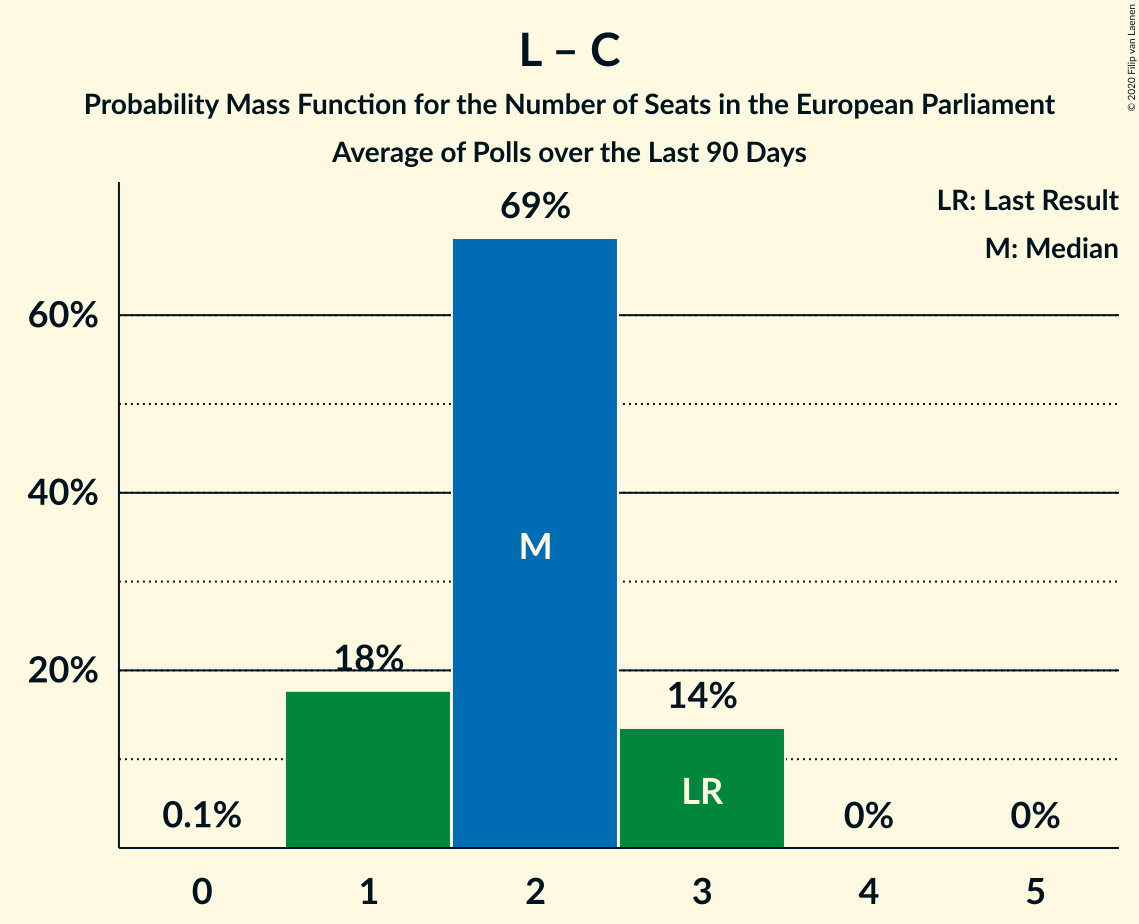 L – C
Probability Mass Function for the Number of Seats in the European Parliament
Average of Polls over the Last 90 Days
© 2020 Filip van Laenen
LR: Last Result
M: Median
69%
60%
40%
M
20%
18%
14%
LR
0.1%
0%
0%
0 1 2 3 4 5